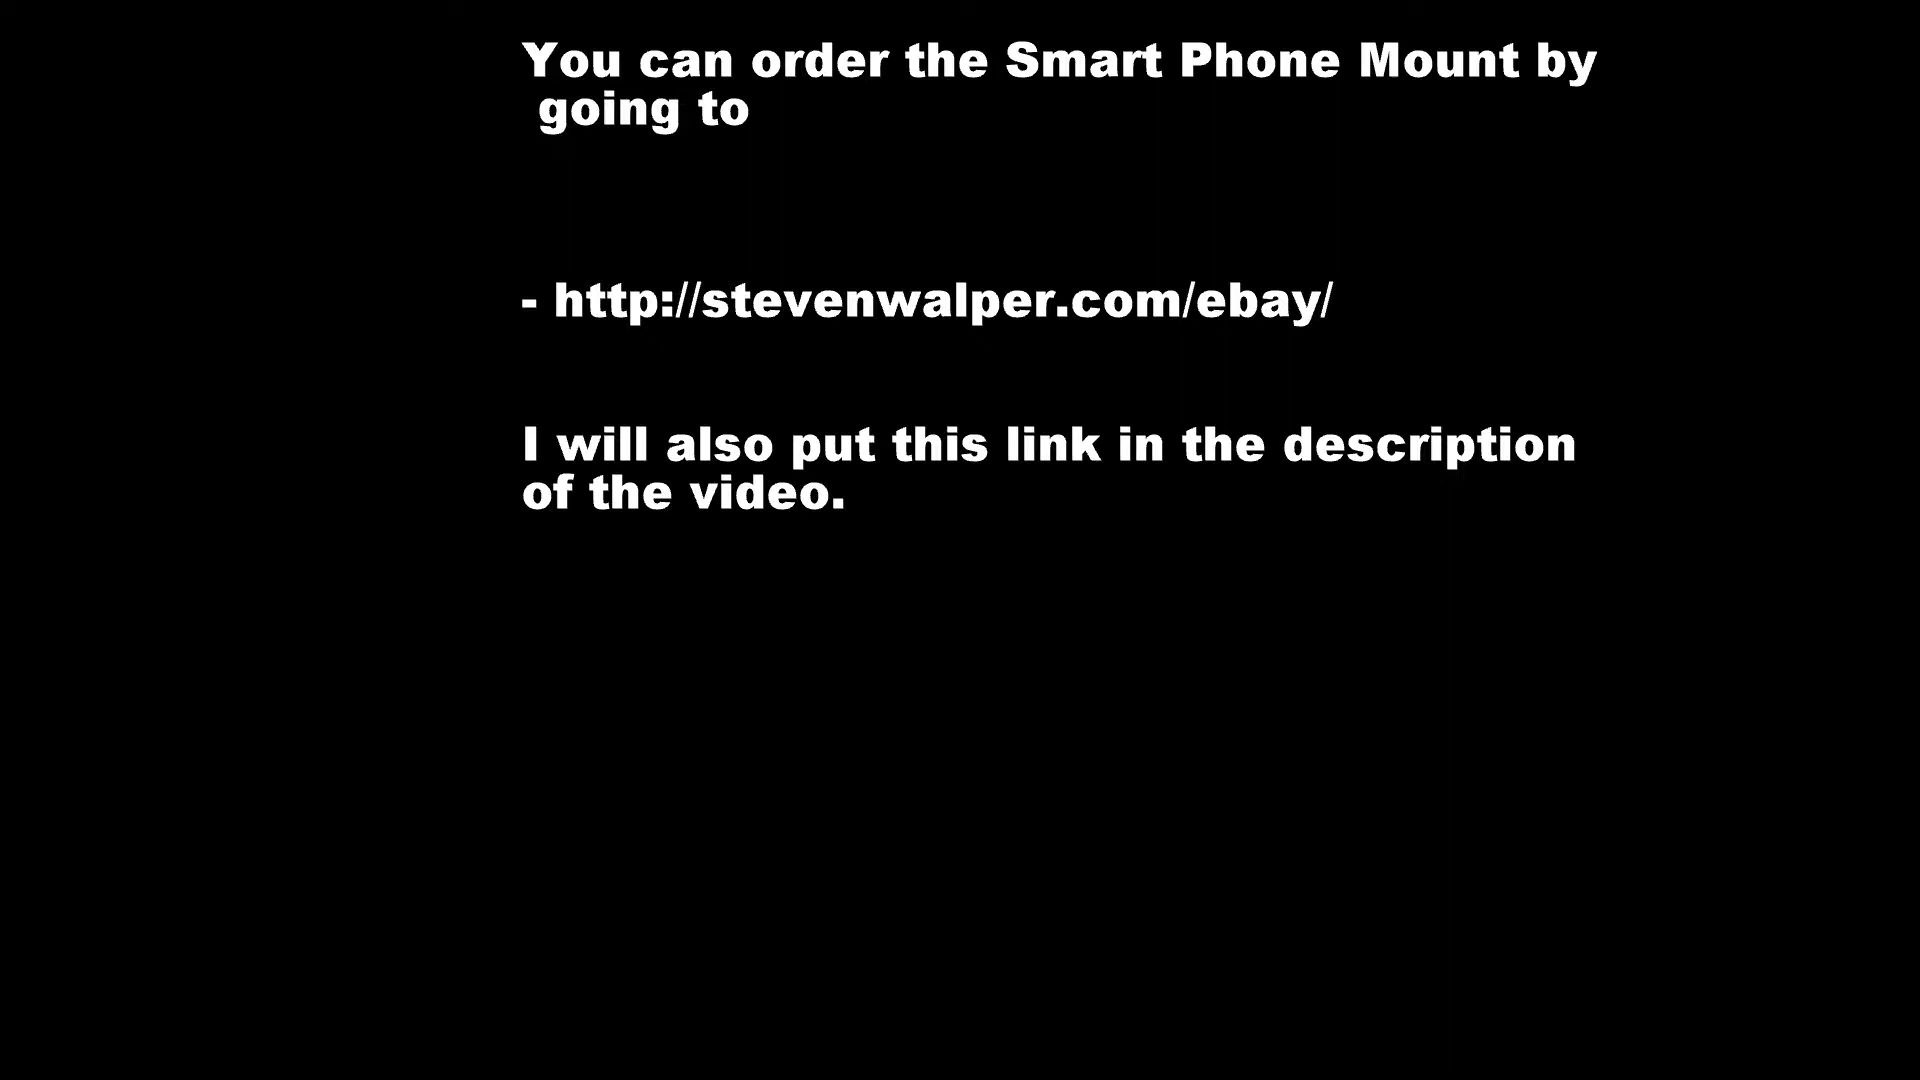 You can order the Smart Phone Mount by
going to
- http://stevenwalper.com/ebay/
I will also put this link in the description
of the video.